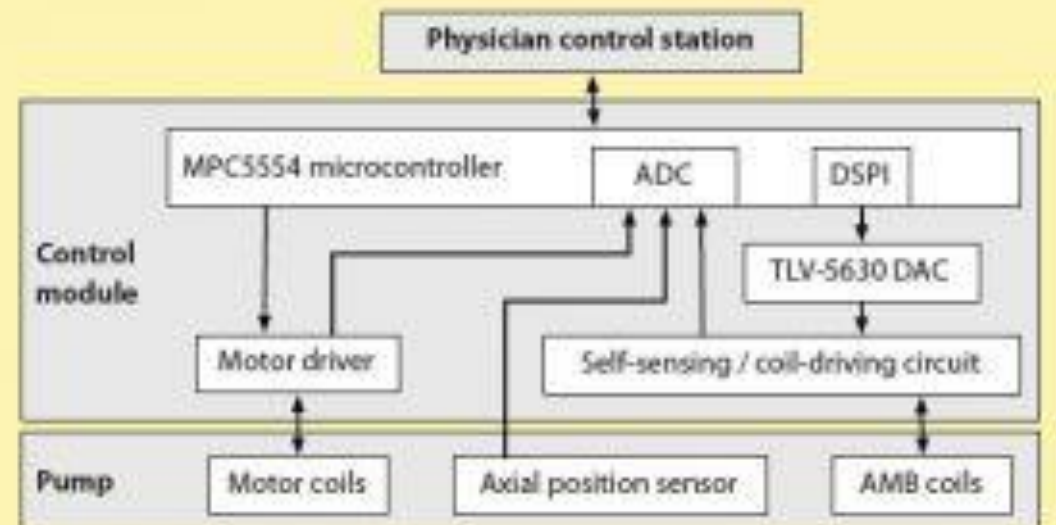 Physician control station
MPC5554 microcontroller
ADC
DSPI
Control
module
TLV-5630 DAC
Motor driver
Self-sensing / coil-driving circuit
Pump
Motor coils
Axial position sensor
AMB coils